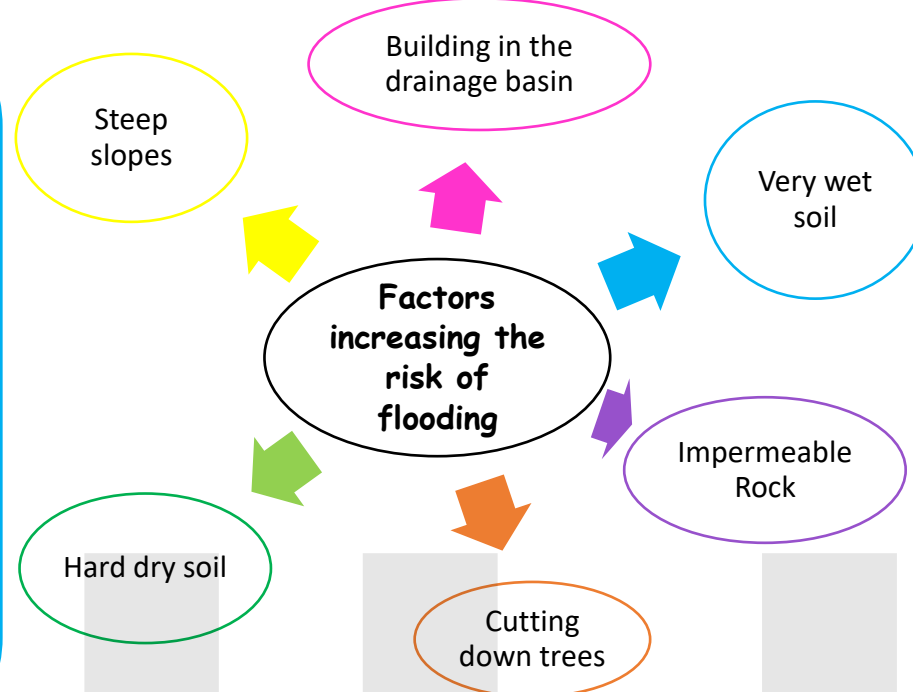 Building in the
drainage basin
Steep
slopes
Very wet
soil
Factors
increasing the
risk of
flooding
Impermeable
Rock
Hard dry soil
Cutting
down trees